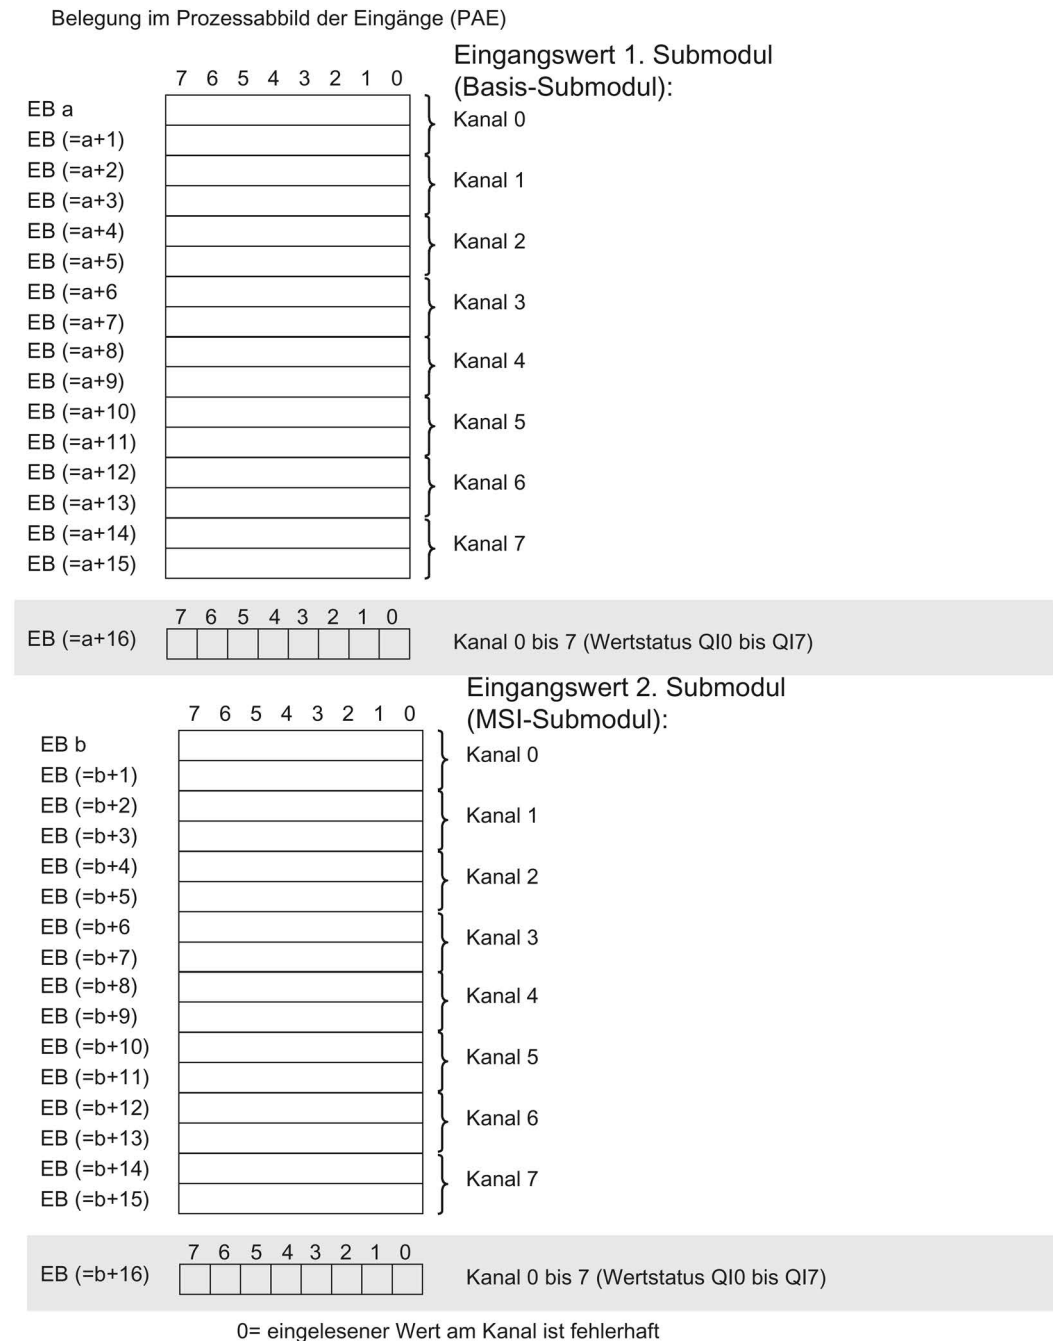 Belegung im Prozessabbild der Eingänge (PAE)
Eingangswert 1. Submodul
(Basis-Submodul):
7 6 5 4 3 2 1 0
EB a
Kanal 0
EB (=a+1)
EB (=a+2)
Kanal 1
EB (=a+3)
EB (=a+4)
Kanal 2
EB (=a+5)
EB (=a+6
Kanal 3
EB (=a+7)
EB (=a+8)
Kanal 4
EB (=a+9)
EB (=a+10)
Kanal 5
EB (=a+11)
EB (=a+12)
Kanal 6
EB (=a+13)
EB (=a+14)
Kanal 7
EB (=a+15)
7 6 5 4 3 2 1 0
EB (=a+16)
Kanal 0 bis 7 (Wertstatus QI0 bis QI7)
Eingangswert 2. Submodul
(MSI-Submodul):
7 6 5 4 3 2 1 0
EB b
Kanal 0
EB (=b+1)
EB (=b+2)
Kanal 1
EB (=b+3)
EB (=b+4)
Kanal 2
EB (=b+5)
EB (=b+6
Kanal 3
EB (=b+7)
EB (=b+8)
Kanal 4
EB (=b+9)
EB (=b+10)
Kanal 5
EB (=b+11)
EB (=b+12)
Kanal 6
EB (=b+13)
EB (=b+14)
Kanal 7
EB (=b+15)
7 6 5 4 3 2 1 0
EB (=b+16)
Kanal 0 bis 7 (Wertstatus QI0 bis QI7)
0= eingelesener Wert am Kanal ist fehlerhaft